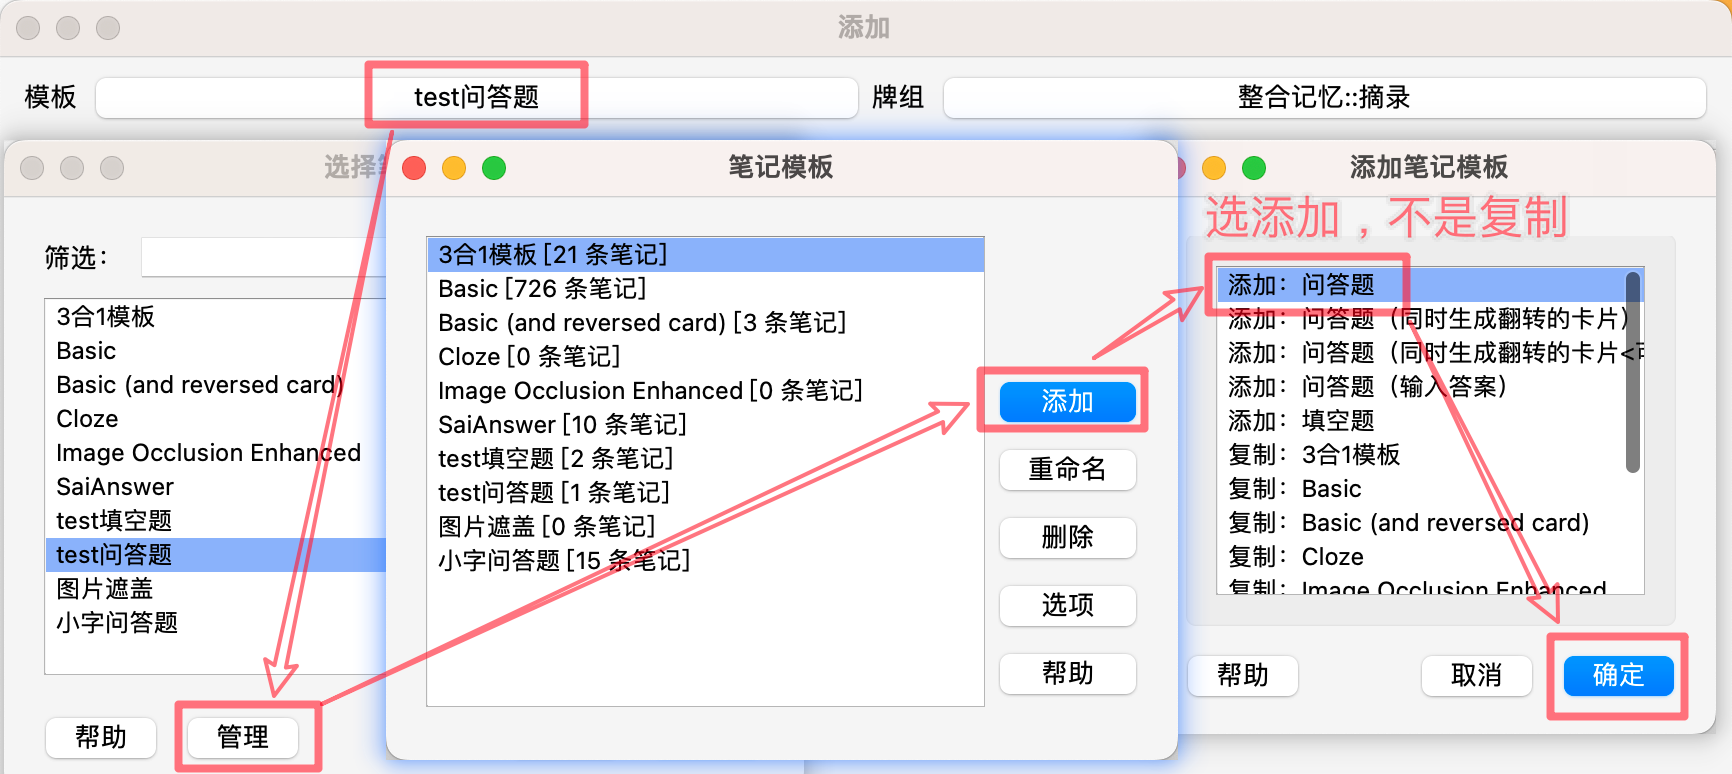 添加
模板
test问答题
牌组
整合记忆::摘录
选择
筛选：
3合1模板
Basic
Basic (and reversed card)
Cloze
Image Occlusion Enhanced
SaiAnswer
test填空题
test问答题
图片遮盖
小字问答题
帮助
管理
笔记模板
3合1模板 [21 条笔记]
Basic [726 条笔记]
Basic (and reversed card) [3 条笔记]
Cloze [0 条笔记]
Image Occlusion Enhanced [0 条笔记]
SaiAnswer [10 条笔记]
test填空题 [2 条笔记]
test问答题 [1 条笔记]
图片遮盖 [0 条笔记]
小字问答题 [15 条笔记]
添加
重命名
删除
选项
帮助
添加笔记模板
选添加，不是复制
添加：问答题
添加：问答题（同时生成翻转的卡片）
添加：问答题（同时生成翻转的卡片<
添加：问答题（输入答案）
添加：填空题
复制：3合1模板
复制：Basic
复制：Basic (and reversed card)
复制：Cloze
复制：Image Occlusion Enhanced
帮助
取消
确定